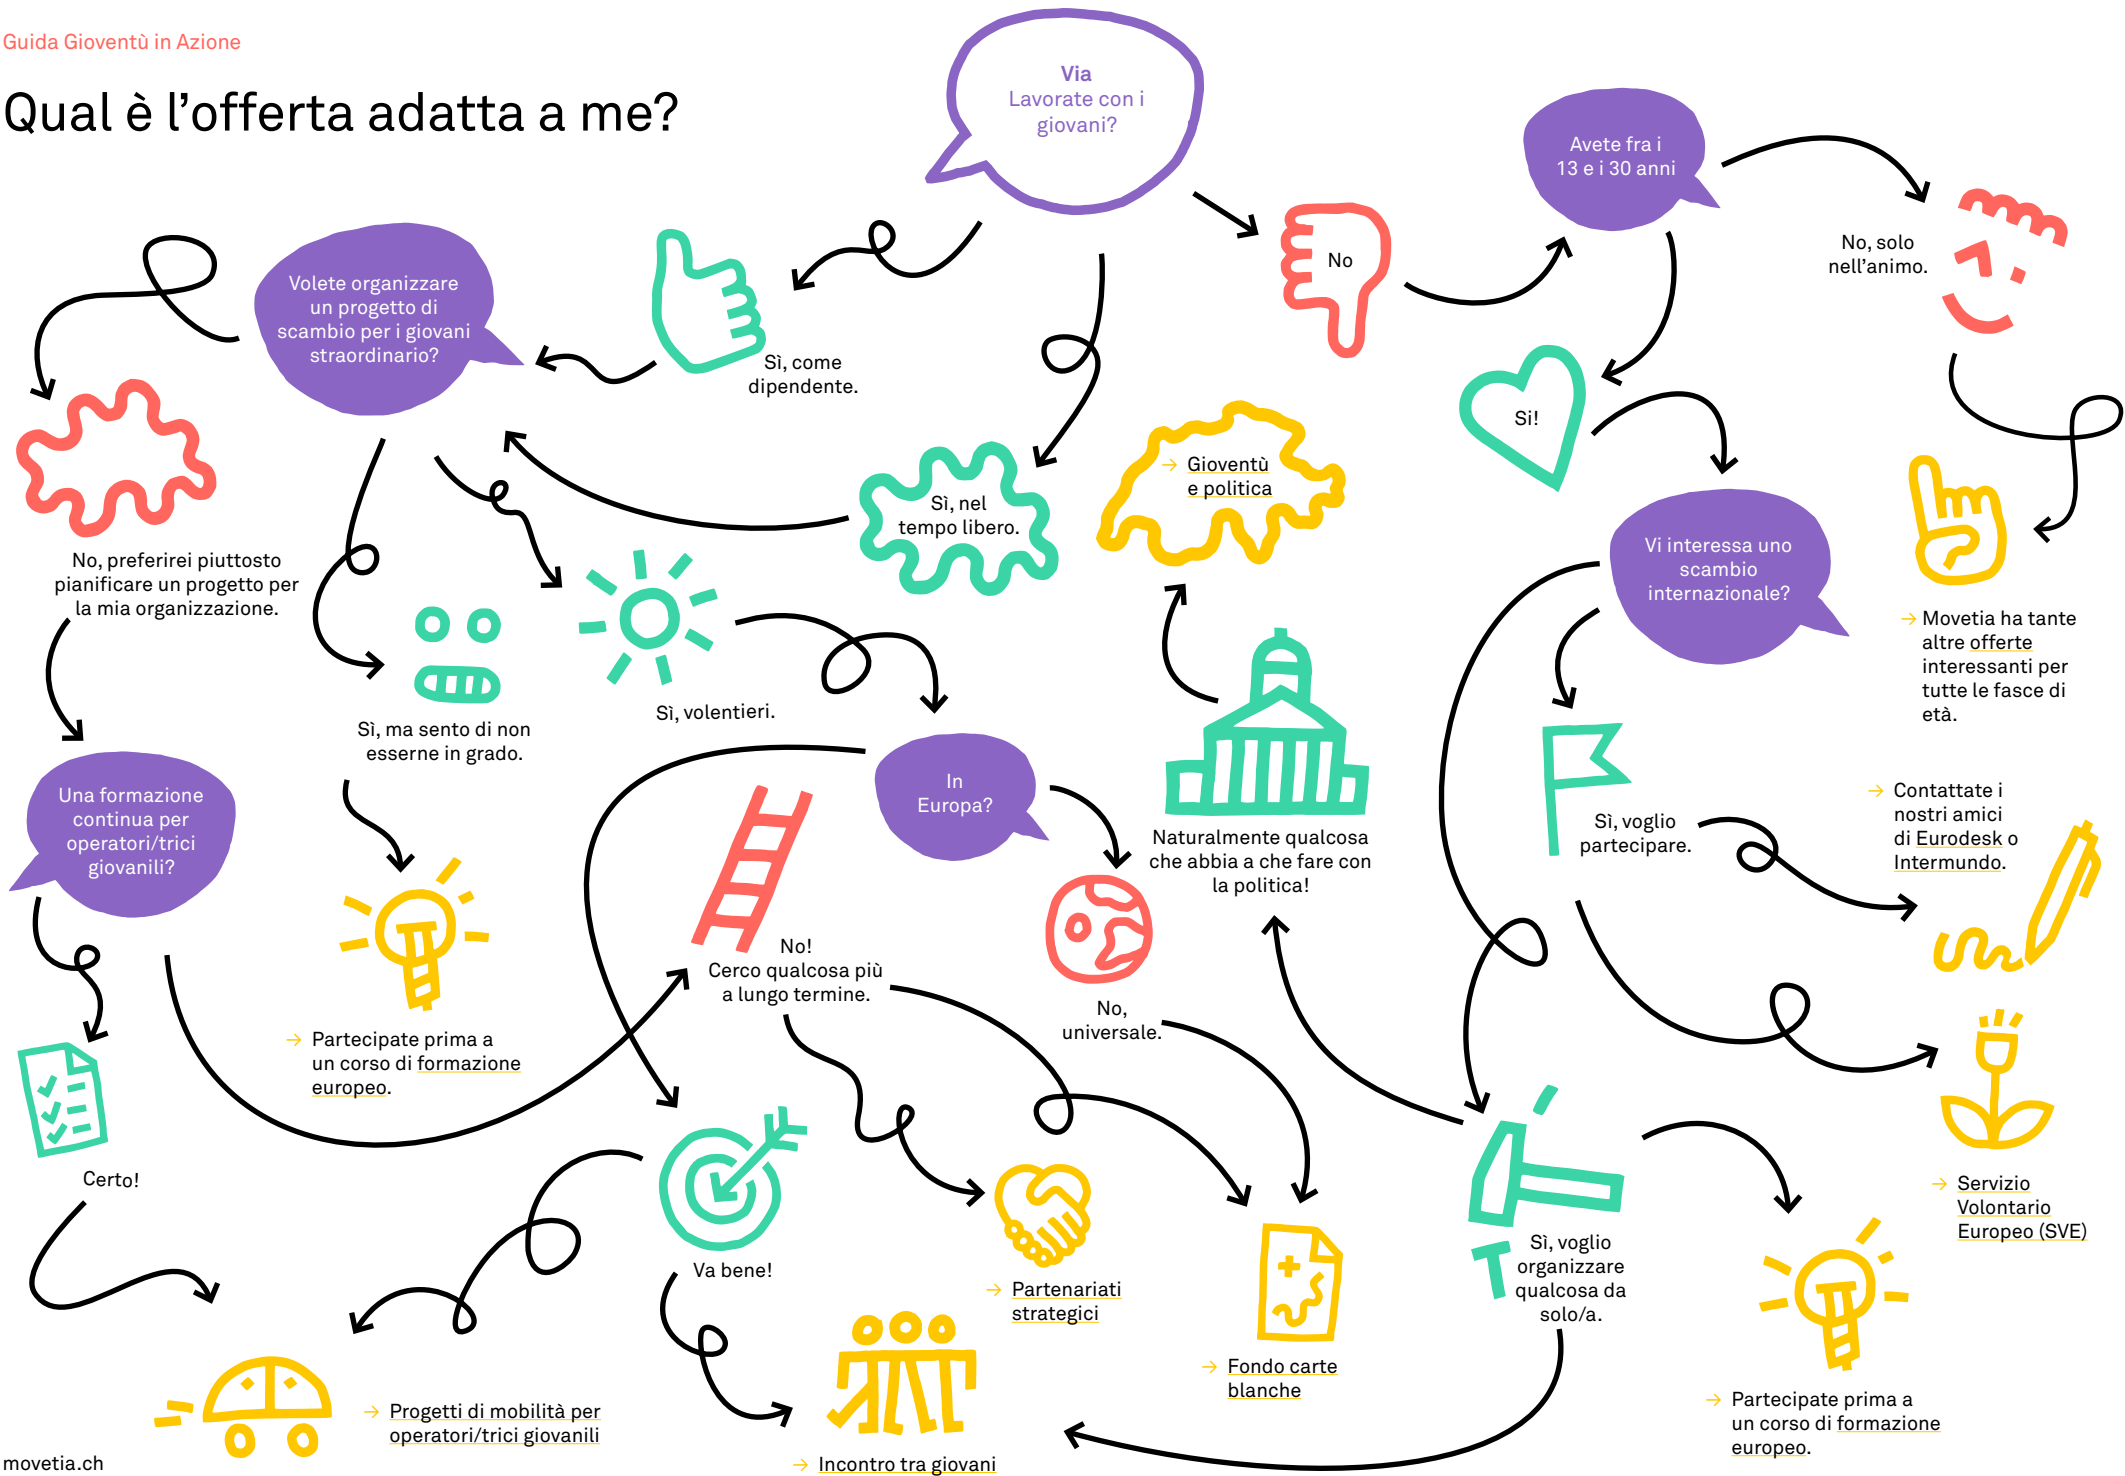 Guida Gioventù in Azione
Qual è l'offerta adatta a me?
Via
Lavorate con i
giovani?
Avete fra i
13 e i 30 anni
No
No, solo
nell'animo.
Volete organizzare
un progetto di
scambio per i giovani
straordinario?
Sì, come
dipendente.
Si!
→ Gioventù
e politica
Sì, nel
tempo libero.
No, preferirei piuttosto
pianificare un progetto per
la mia organizzazione.
Vi interessa uno
scambio
internazionale?
→ Movetia ha tante
altre offerte
interessanti per
tutte le fasce di
età.
Sì, ma sento di non
esserne in grado.
Sì, volentieri.
Una formazione
continua per
operatori/trici
giovanili?
In
Europa?
Naturalmente qualcosa
che abbia a che fare con
la politica!
Sì, voglio
partecipare.
→ Contattate i
nostri amici
di Eurodesk o
Intermundo.
No!
Cerco qualcosa più
a lungo termine.
No,
universale.
→ Partecipate prima a
un corso di formazione
europeo.
Certo!
→ Servizio
Volontario
Europeo (SVE)
Va bene!
→ Partenariati
strategici
Sì, voglio
organizzare
qualcosa da
solo/a.
→ Fondo carte
blanche
→ Progetti di mobilità per
operatori/trici giovanili
→ Partecipate prima a
un corso di formazione
europeo.
→ Incontro tra giovani
movetia.ch